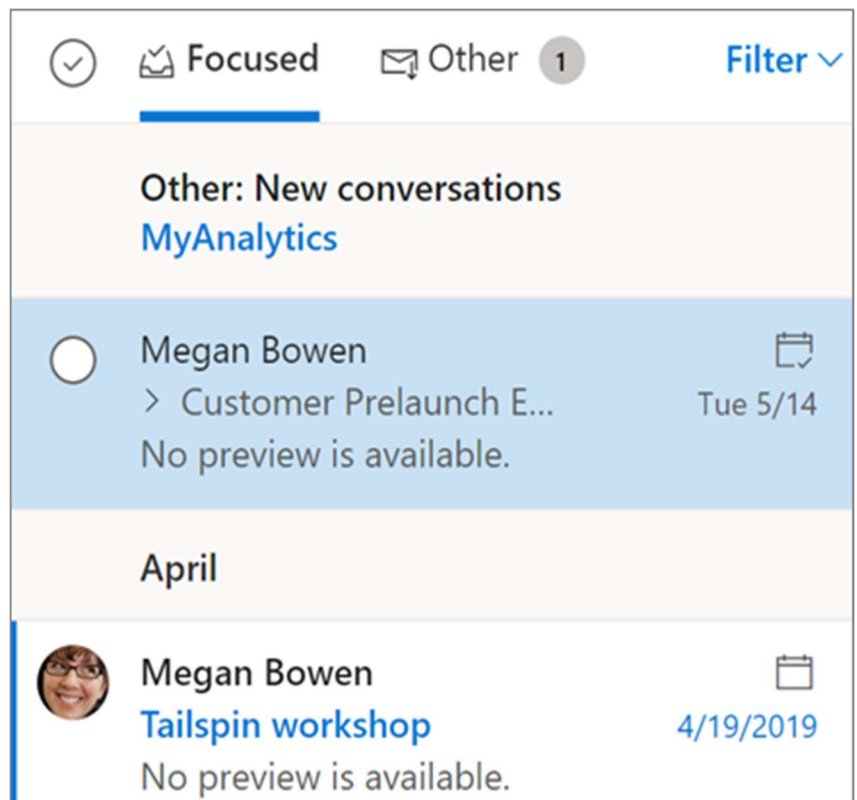 Focused Other 1 Filter
Other: New conversations
MyAnalytics
Megan Bowen
> Customer Prelaunch E... Tue 5/14
No preview is available.
April
Megan Bowen
Tailspin workshop 4/19/2019
No preview is available.